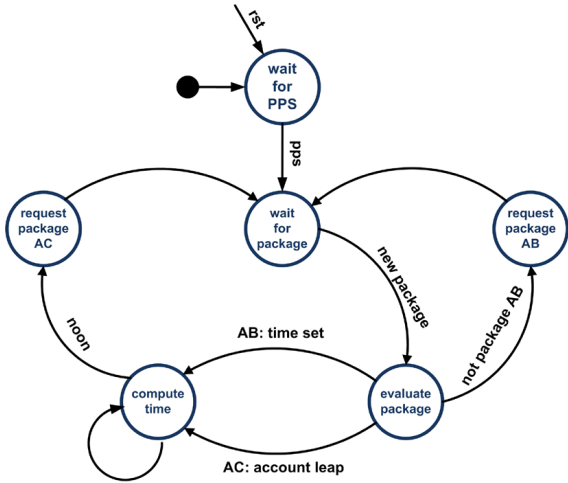 rst
wait
for
PPS
pps
request
package
AC
wait
for
package
request
package
AB
new package
not package AB
noon
AB: time set
compute
time
evaluate
package
AC: account leap